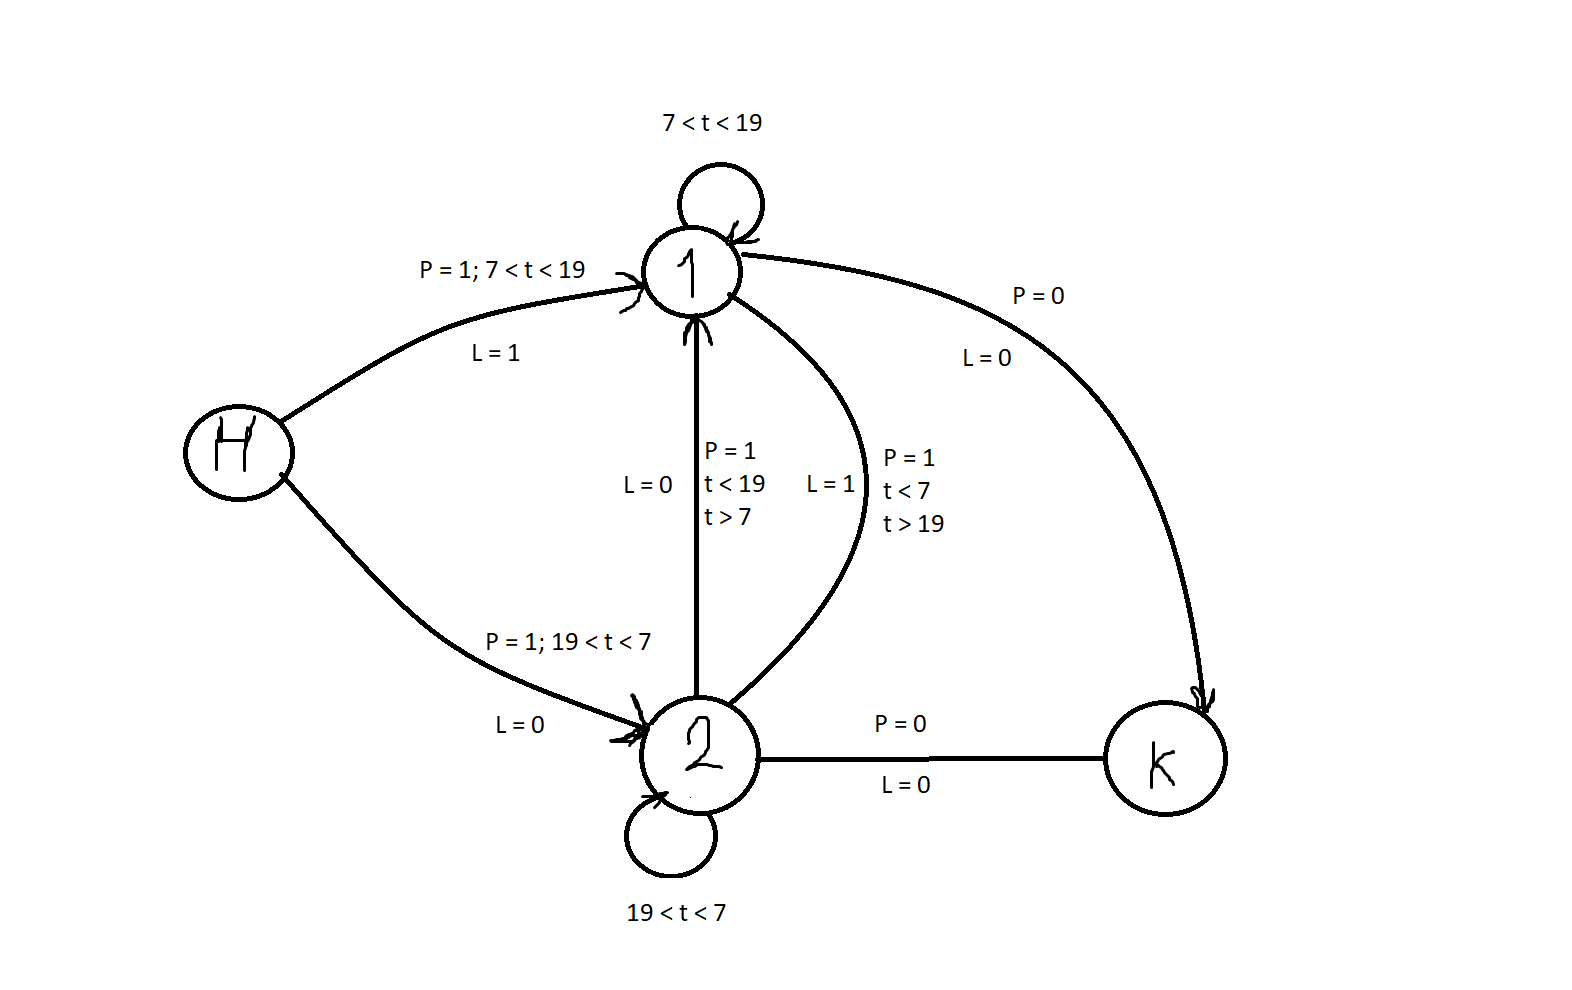 7 < t < 19
1
P = 1; 7 < t < 19
L = 1
P = 0
L = 0
H
L = 0
P = 1
t < 19
t > 7
L = 1
P = 1
t < 7
t > 19
P = 1; 19 < t < 7
L = 0
2
P = 0
L = 0
K
19 < t < 7